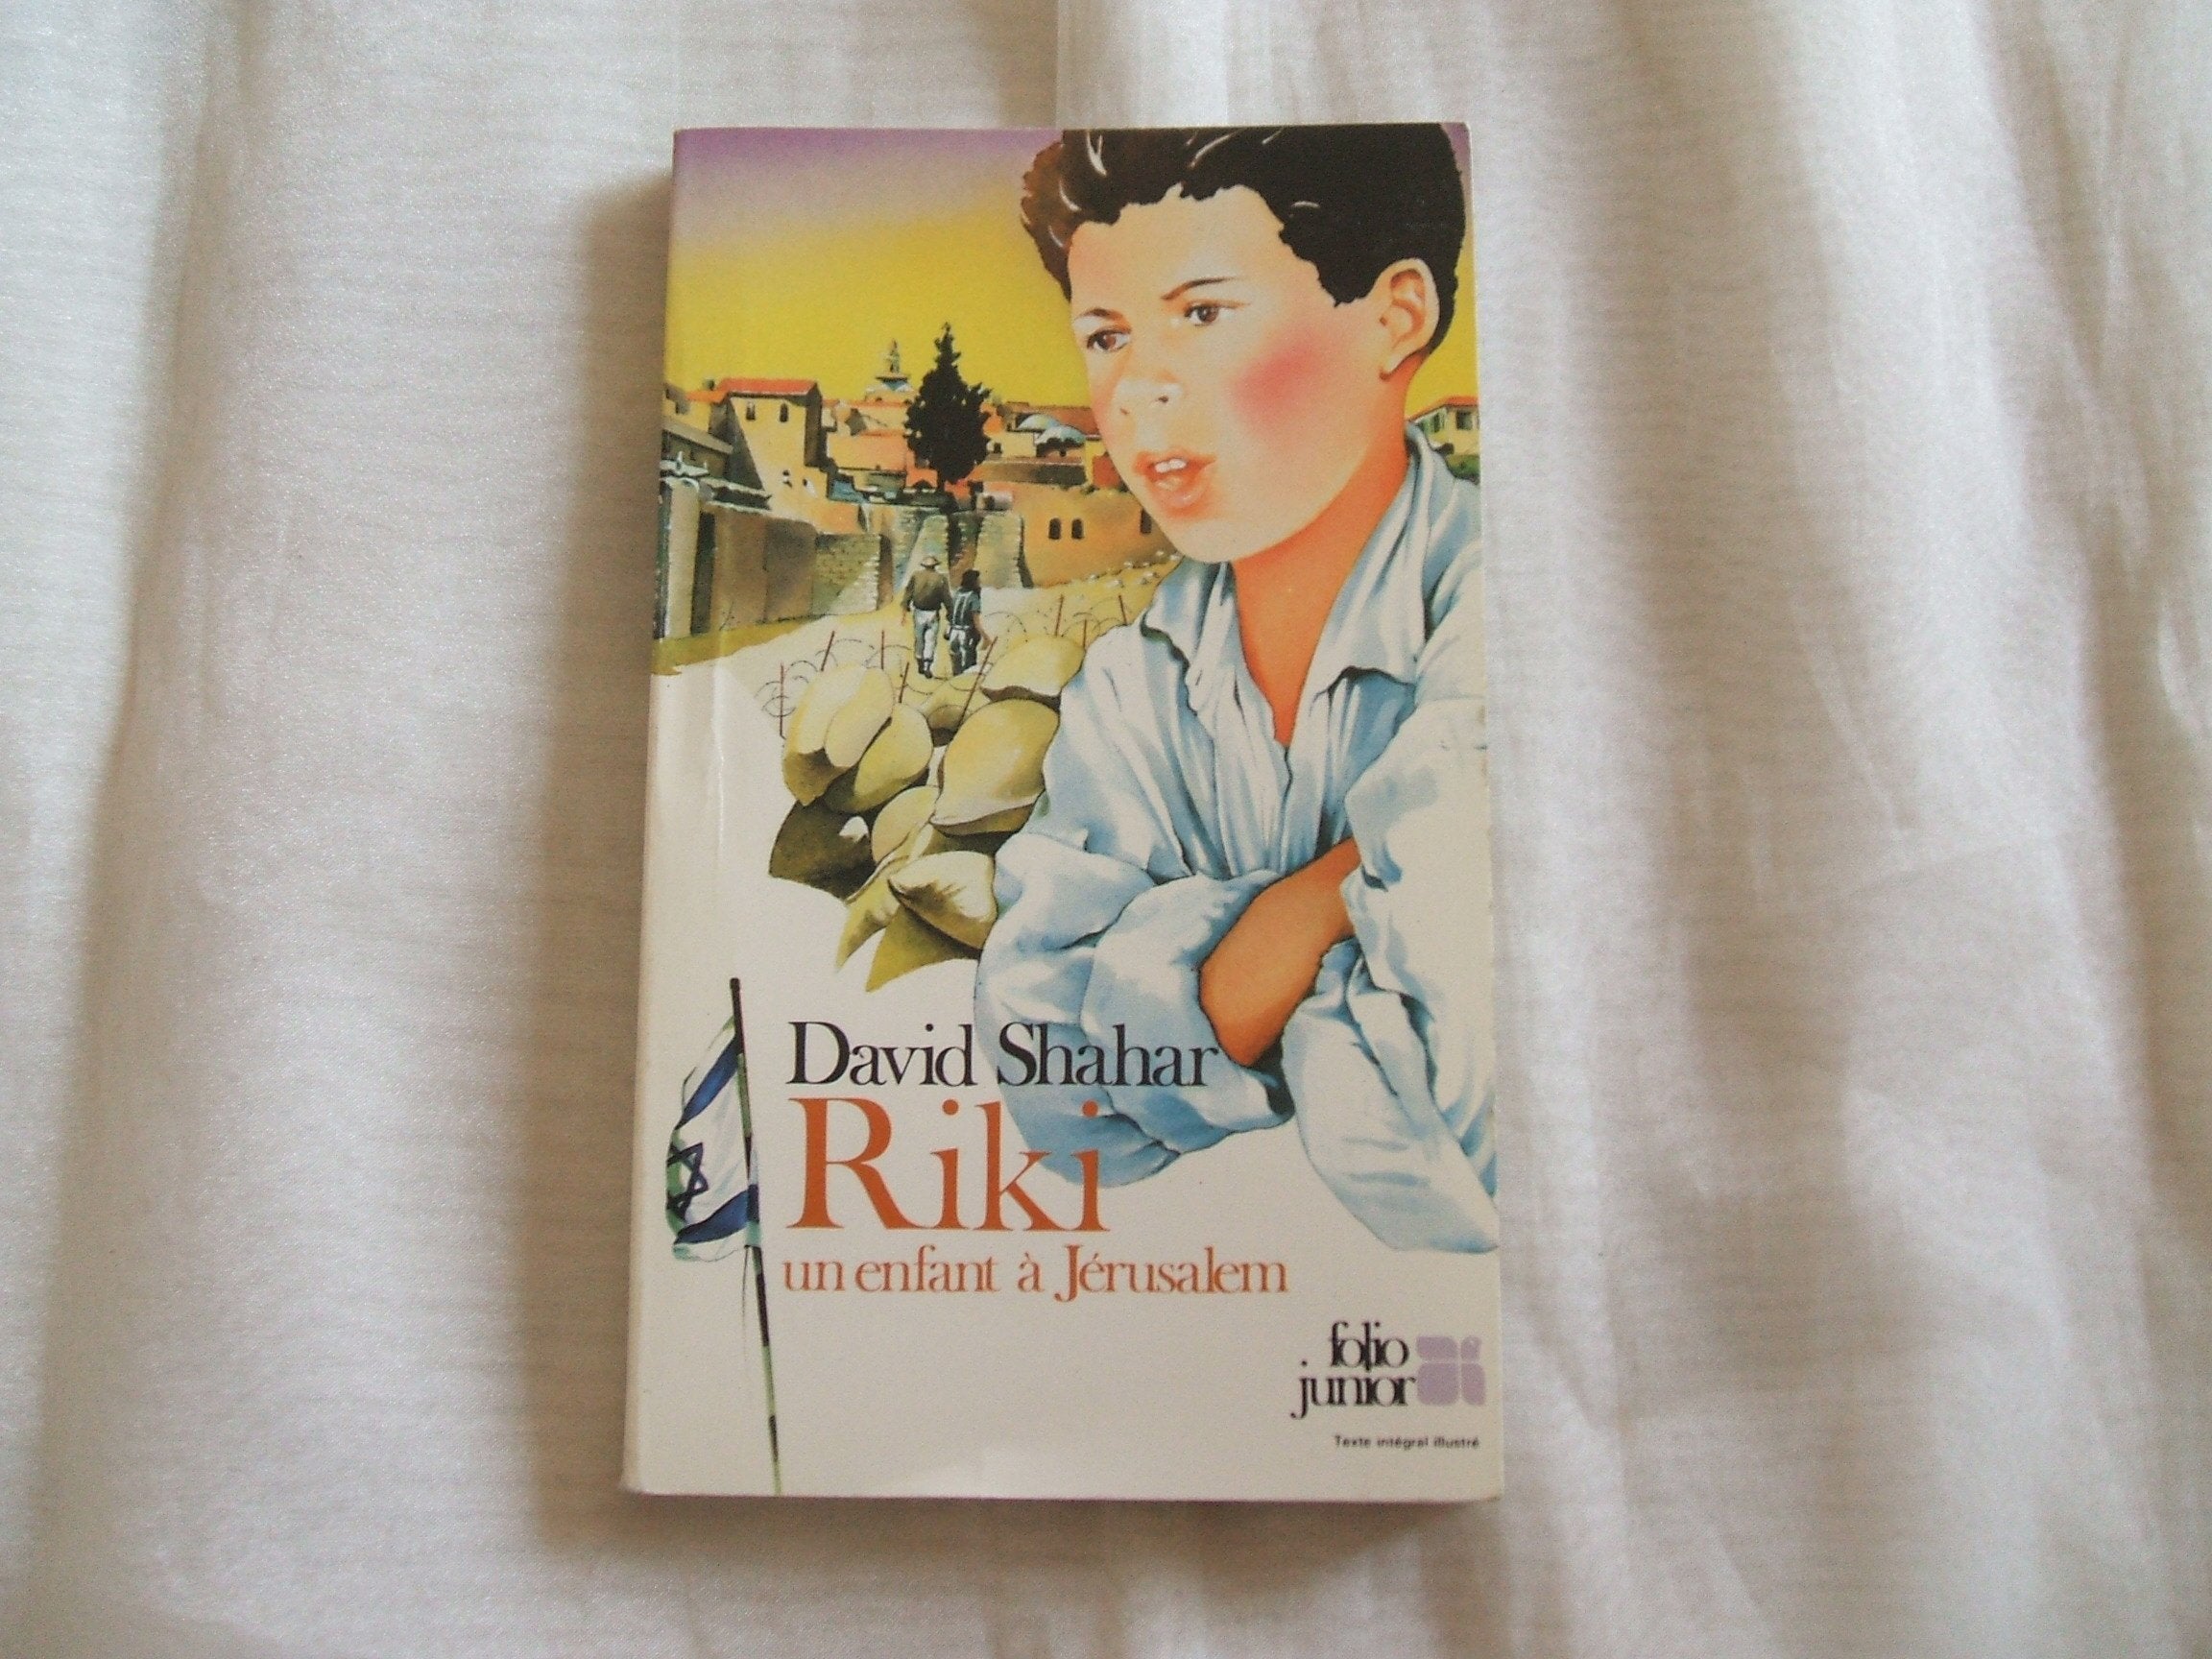 David Shahar
Riki
un enfant à Jérusalem
folio
junior
Texte intégral illustré